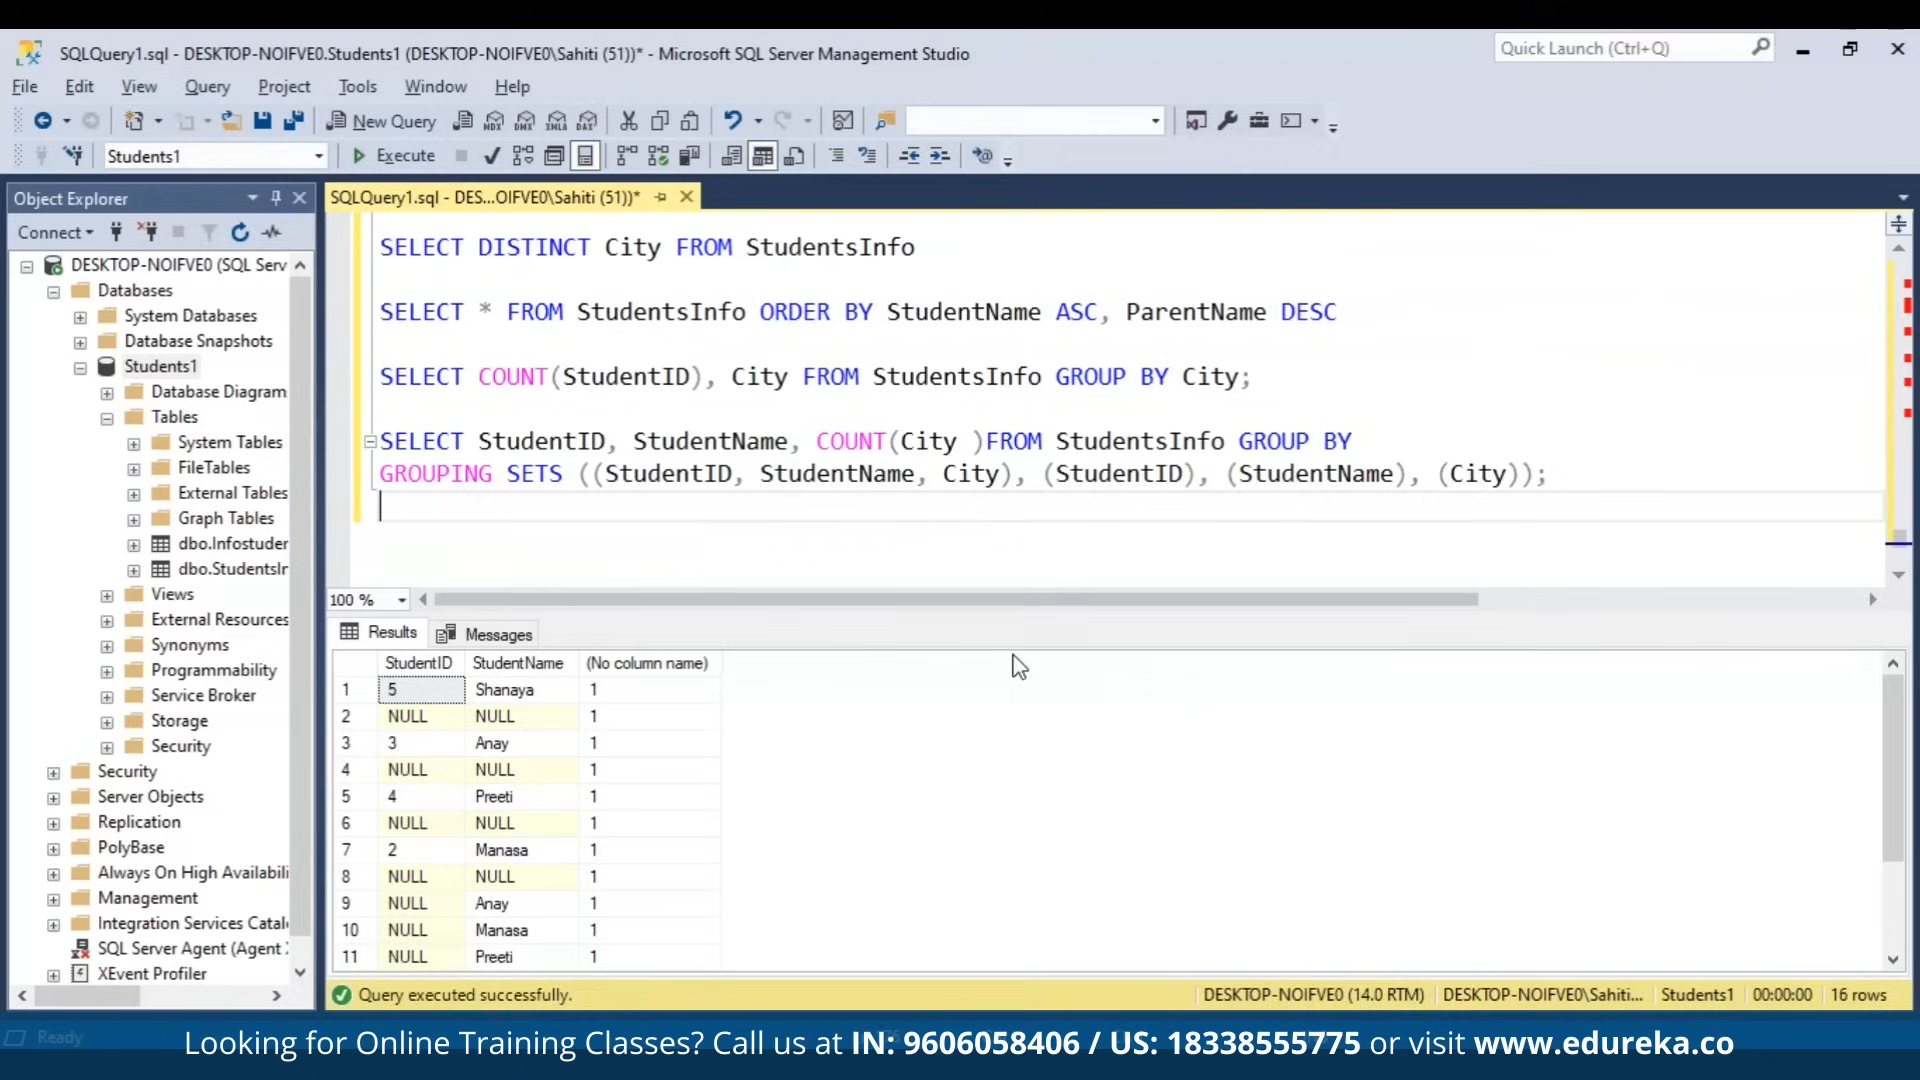 SQLQuery1.sql - DESKTOP-NOIFVE0.Students1 (DESKTOP-NOIFVE0\Sahiti (51))* - Microsoft SQL Server Management Studio
Quick Launch (Ctrl+Q)
File Edit View Query Project Tools Window Help
New Query
Students1 Execute
Object Explorer
SQLQuery1.sql - DES...OIFVE0\Sahiti (51))*
Connect
DESKTOP-NOIFVE0 (SQL Serv
Databases
System Databases
Database Snapshots
Students1
Database Diagram
Tables
System Tables
FileTables
External Tables
Graph Tables
dbo.Infostuder
dbo.StudentsIr
Views
External Resources
Synonyms
Programmability
Service Broker
Storage
Security
Security
Server Objects
Replication
PolyBase
Always On High Availabili
Management
Integration Services Catal
SQL Server Agent (Agent
XEvent Profiler
SELECT DISTINCT City FROM StudentsInfo
SELECT * FROM StudentsInfo ORDER BY StudentName ASC, ParentName DESC
SELECT COUNT(StudentID), City FROM StudentsInfo GROUP BY City;
SELECT StudentID, StudentName, COUNT(City )FROM StudentsInfo GROUP BY
GROUPING SETS ((StudentID, StudentName, City), (StudentID), (StudentName), (City));
100 %
Results Messages
StudentID StudentName (No column name)
1 5 Shanaya 1
2 NULL NULL 1
3 3 Anay 1
4 NULL NULL 1
5 4 Preeti 1
6 NULL NULL 1
7 2 Manasa 1
8 NULL NULL 1
9 NULL Anay 1
10 NULL Manasa 1
11 NULL Preeti 1
Query executed successfully. DESKTOP-NOIFVE0 (14.0 RTM) DESKTOP-NOIFVE0\Sahiti... Students1 00:00:00 16 rows
Ready
Looking for Online Training Classes? Call us at IN: 9606058406 / US: 18338555775 or visit www.edureka.co